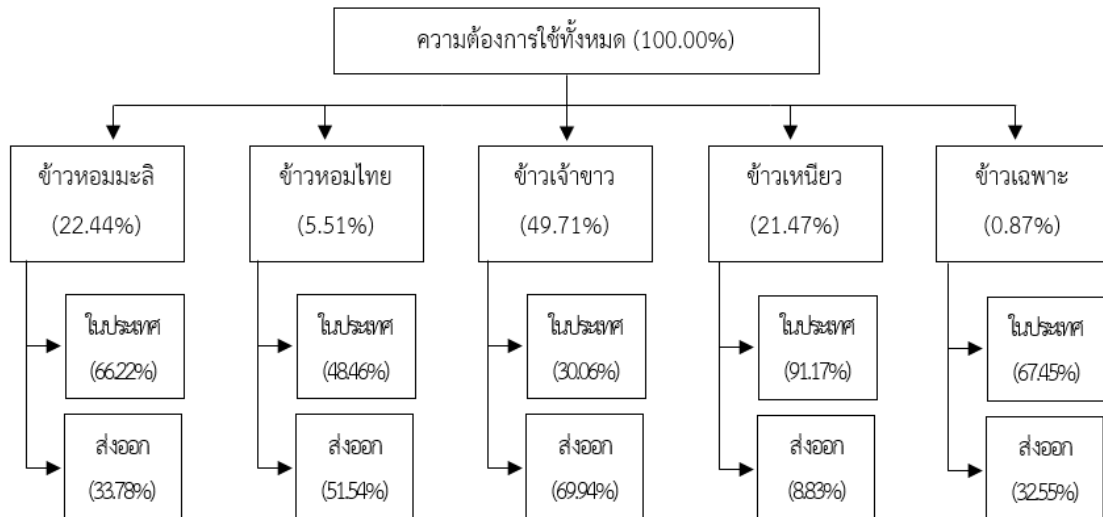 ความต้องการใช้ทั้งหมด (100.00%)
ข้าวหอมมะลิ
(22.44%)
ข้าวหอมไทย
(5.51%)
ข้าวเจ้าขาว
(49.71%)
ข้าวเหนียว
(21.47%)
ข้าวเฉพาะ
(0.87%)
ในประเทศ
(66.22%)
ในประเทศ
(48.46%)
ในประเทศ
(30.06%)
ในประเทศ
(91.17%)
ในประเทศ
(67.45%)
ส่งออก
(33.78%)
ส่งออก
(51.54%)
ส่งออก
(69.94%)
ส่งออก
(8.83%)
ส่งออก
(32.55%)